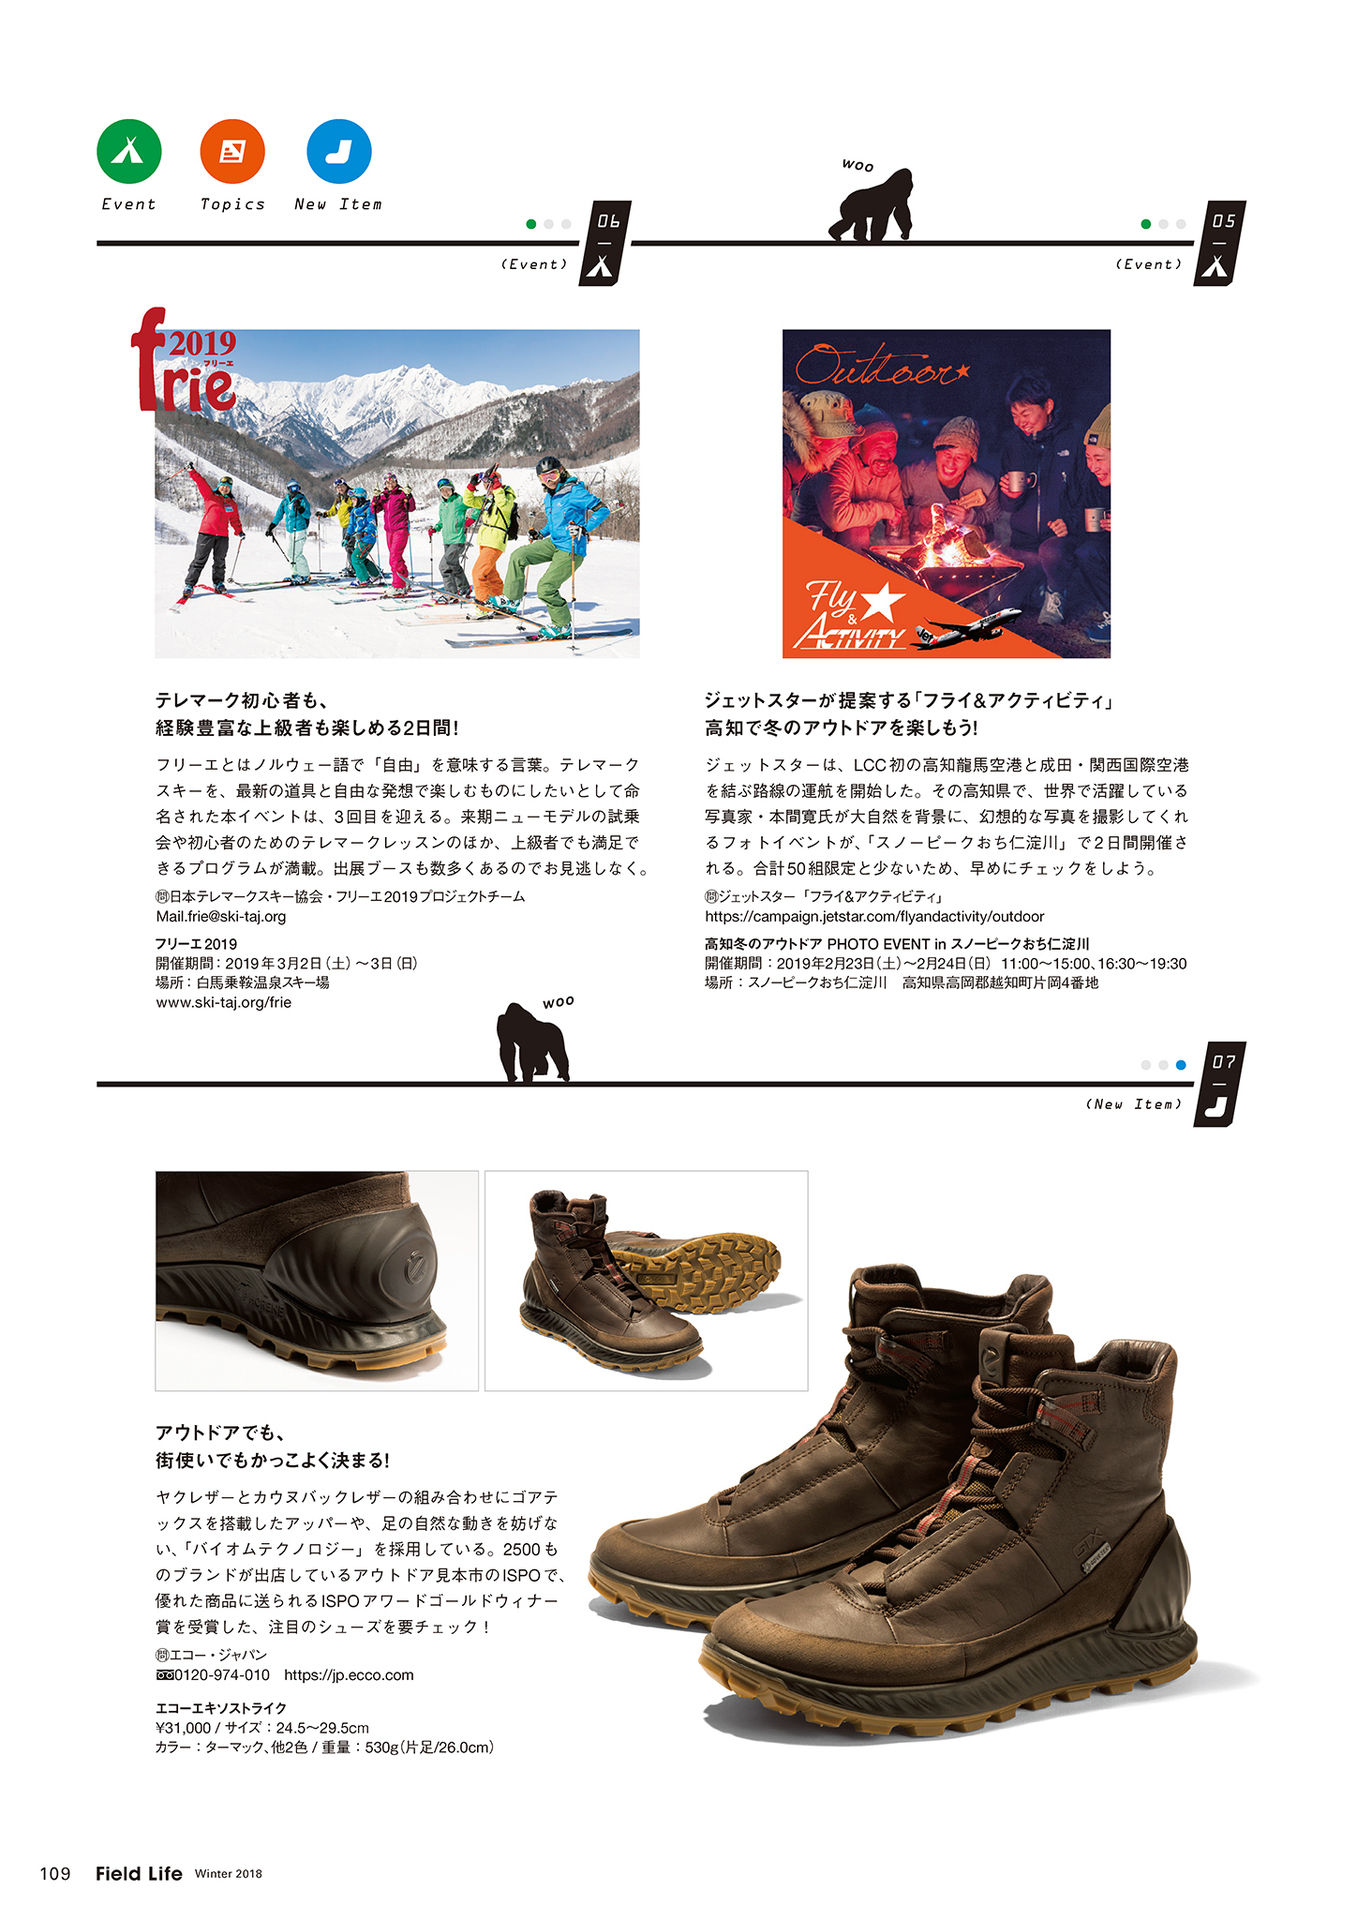 Event
Topics
New Item
woo
05
(Event)
Outdoor
Fly
&
ACTIVITY
Jet
ジェットスターが提案する「フライ&アクティビティ」
高知で冬のアウトドアを楽しもう!
ジェットスターは、LCC初の高知龍馬空港と成田・関西国際空港
を結ぶ路線の運航を開始した。その高知県で、世界で活躍している
写真家・本間寛氏が大自然を背景に、幻想的な写真を撮影してくれ
るフォトイベントが、「スノーピークおち仁淀川」で2日間開催さ
れる。合計50組限定と少ないため、早めにチェックをしよう。
㉄ジェットスター「フライ&アクティビティ」
https://campaign.jetstar.com/flyandactivity/outdoor
高知冬のアウトドア PHOTO EVENT in スノーピークおち仁淀川
開催期間：2019年2月23日(土)～2月24日(日) 11:00～15:00、16:30～19:30
場所：スノーピークおち仁淀川　高知県高岡郡越知町片岡4番地
06
(Event)
2019
フリーエ
frie
テレマーク初心者も、
経験豊富な上級者も楽しめる2日間!
フリーエとはノルウェー語で「自由」を意味する言葉。テレマーク
スキーを、最新の道具と自由な発想で楽しむものにしたいとして命
名された本イベントは、3回目を迎える。来期ニューモデルの試乗
会や初心者のためのテレマークレッスンのほか、上級者でも満足で
きるプログラムが満載。出展ブースも数多くあるのでお見逃しなく。
㉄日本テレマークスキー協会・フリーエ2019プロジェクトチーム
Mail.frie@ski-taj.org
フリーエ2019
開催期間：2019年3月2日(土)～3日(日)
場所：白馬乗鞍温泉スキー場
www.ski-taj.org/frie
woo
07
(New Item)
アウトドアでも、
街使いでもかっこよく決まる!
ヤクレザーとカウヌバックレザーの組み合わせにゴアテ
ックスを搭載したアッパーや、足の自然な動きを妨げな
い、「バイオムテクノロジー」を採用している。2500も
のブランドが出店しているアウトドア見本市のISPOで、
優れた商品に送られるISPOアワードゴールドウィナー
賞を受賞した、注目のシューズを要チェック！
㉄エコー・ジャパン
0120-974-010　https://jp.ecco.com
エコーエキソストライク
¥31,000 / サイズ：24.5～29.5cm
カラー：ターマック、他2色 / 重量：530g(片足/26.0cm)
109 Field Life Winter 2018